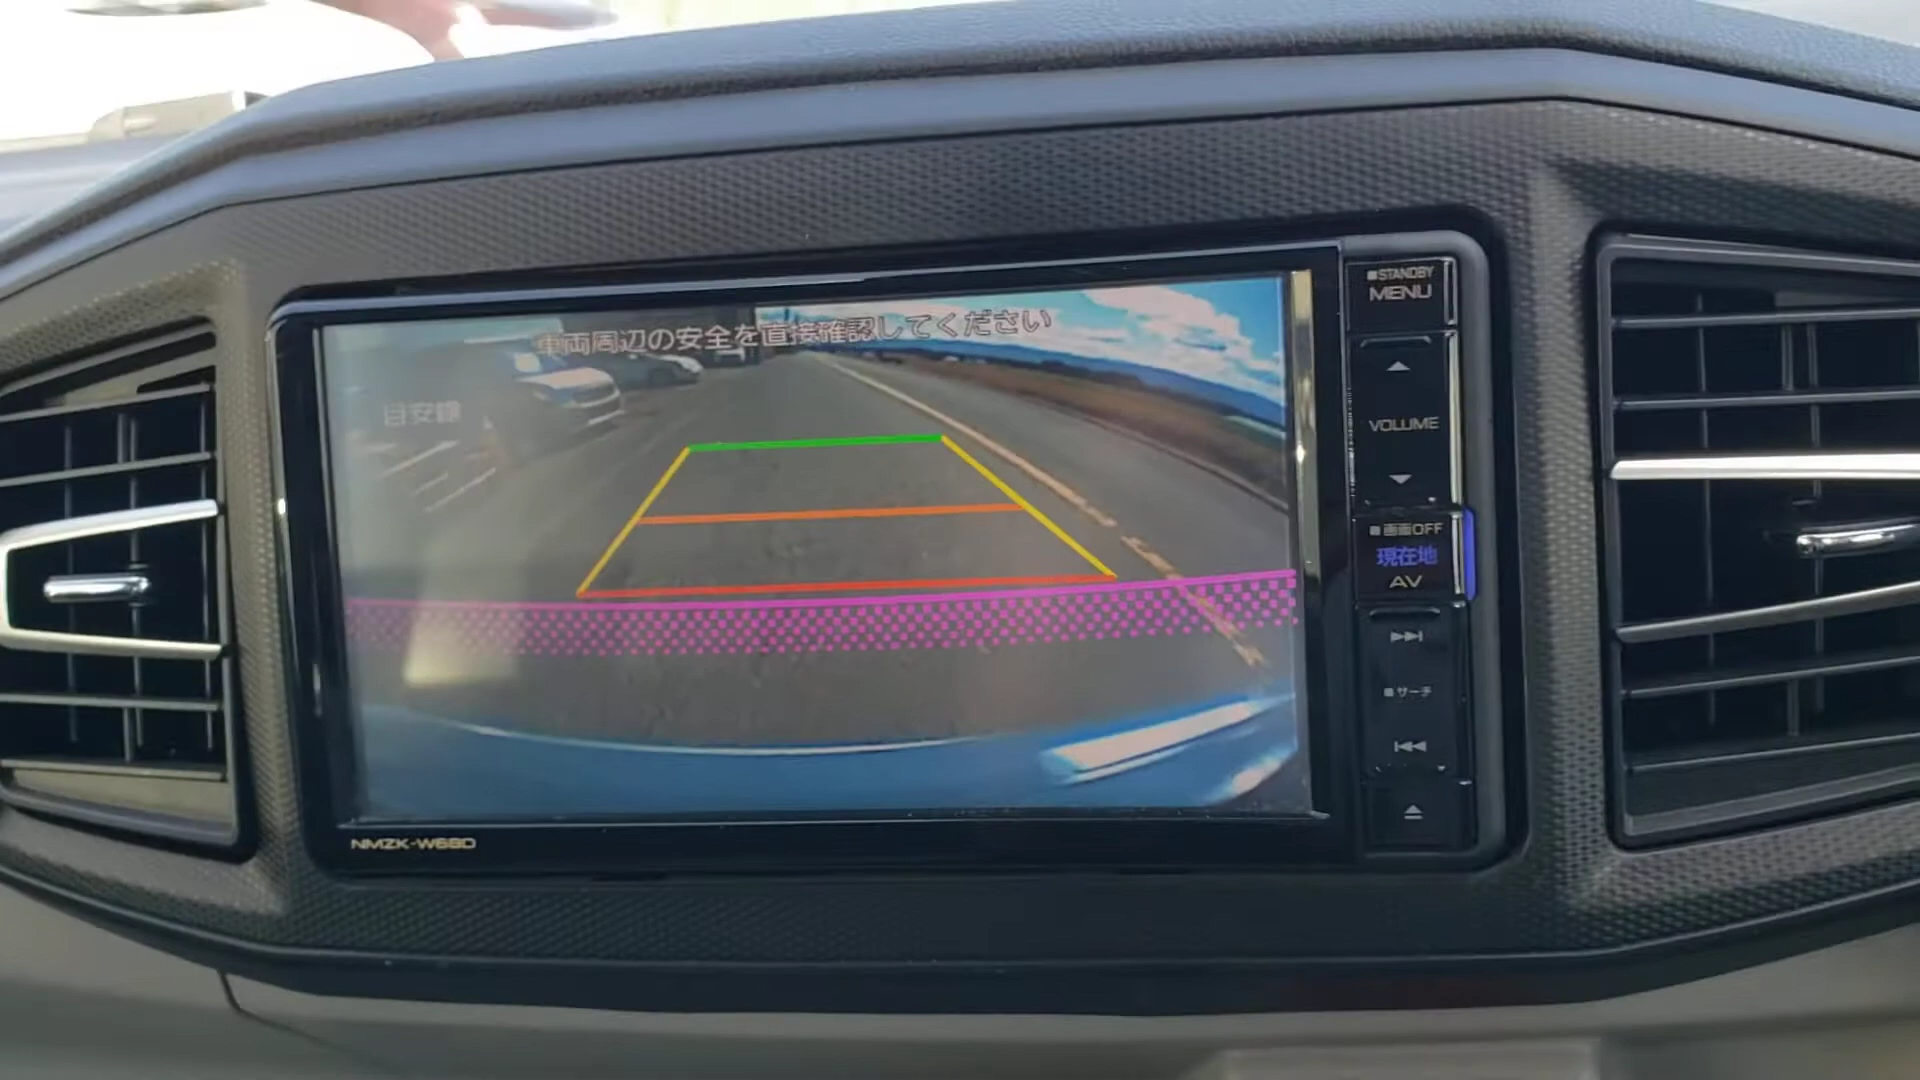 車両周辺の安全を直接確認してください
目安線
■STANDBY
MENU
VOLUME
■画面OFF
現在地
AV
■サーチ
NMZK-W68D